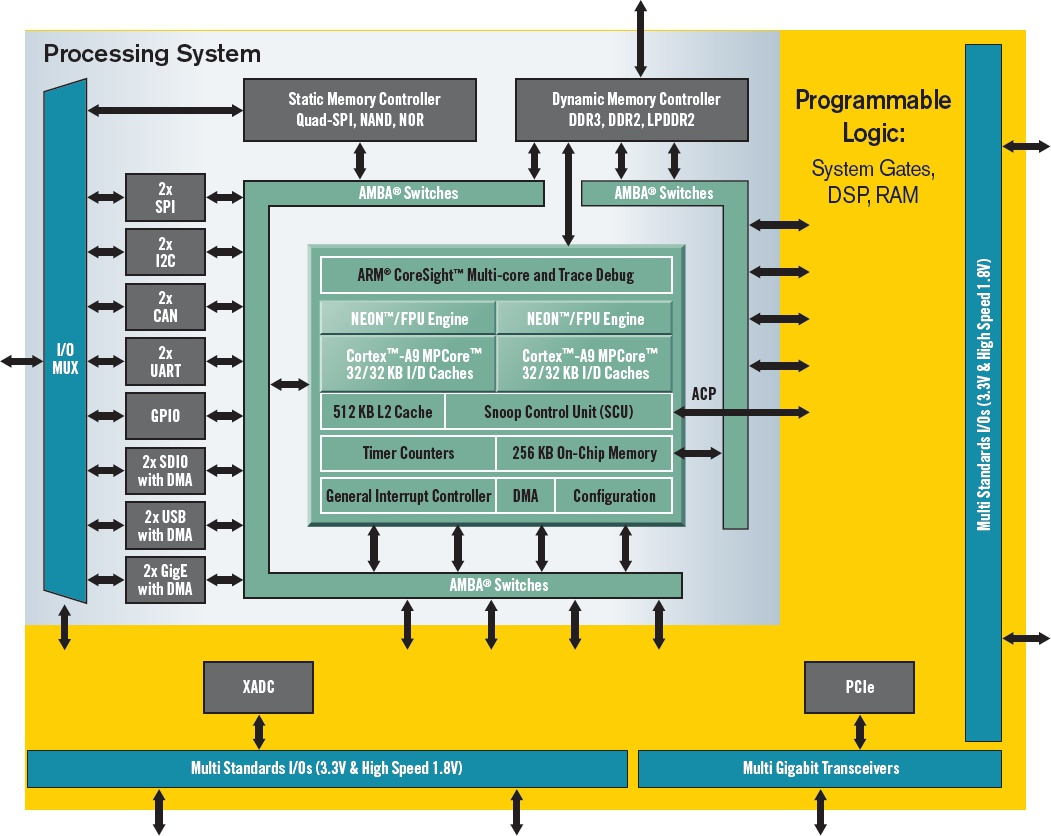 Processing System
Static Memory Controller
Quad-SPI, NAND, NOR
Dynamic Memory Controller
DDR3, DDR2, LPDDR2
Programmable
Logic:
System Gates,
DSP, RAM
AMBA® Switches
AMBA® Switches
2x
SPI
2x
I2C
2x
CAN
2x
UART
GPIO
2x SDIO
with DMA
2x USB
with DMA
2x GigE
with DMA
I/O
MUX
ARM® CoreSight™ Multi-core and Trace Debug
NEON™/FPU Engine
NEON™/FPU Engine
Cortex™-A9 MPCore™
32/32 KB I/D Caches
Cortex™-A9 MPCore™
32/32 KB I/D Caches
512 KB L2 Cache
Snoop Control Unit (SCU)
ACP
Timer Counters
256 KB On-Chip Memory
General Interrupt Controller
DMA
Configuration
AMBA® Switches
Multi Standards I/Os (3.3V & High Speed 1.8V)
XADC
PCIe
Multi Standards I/Os (3.3V & High Speed 1.8V)
Multi Gigabit Transceivers